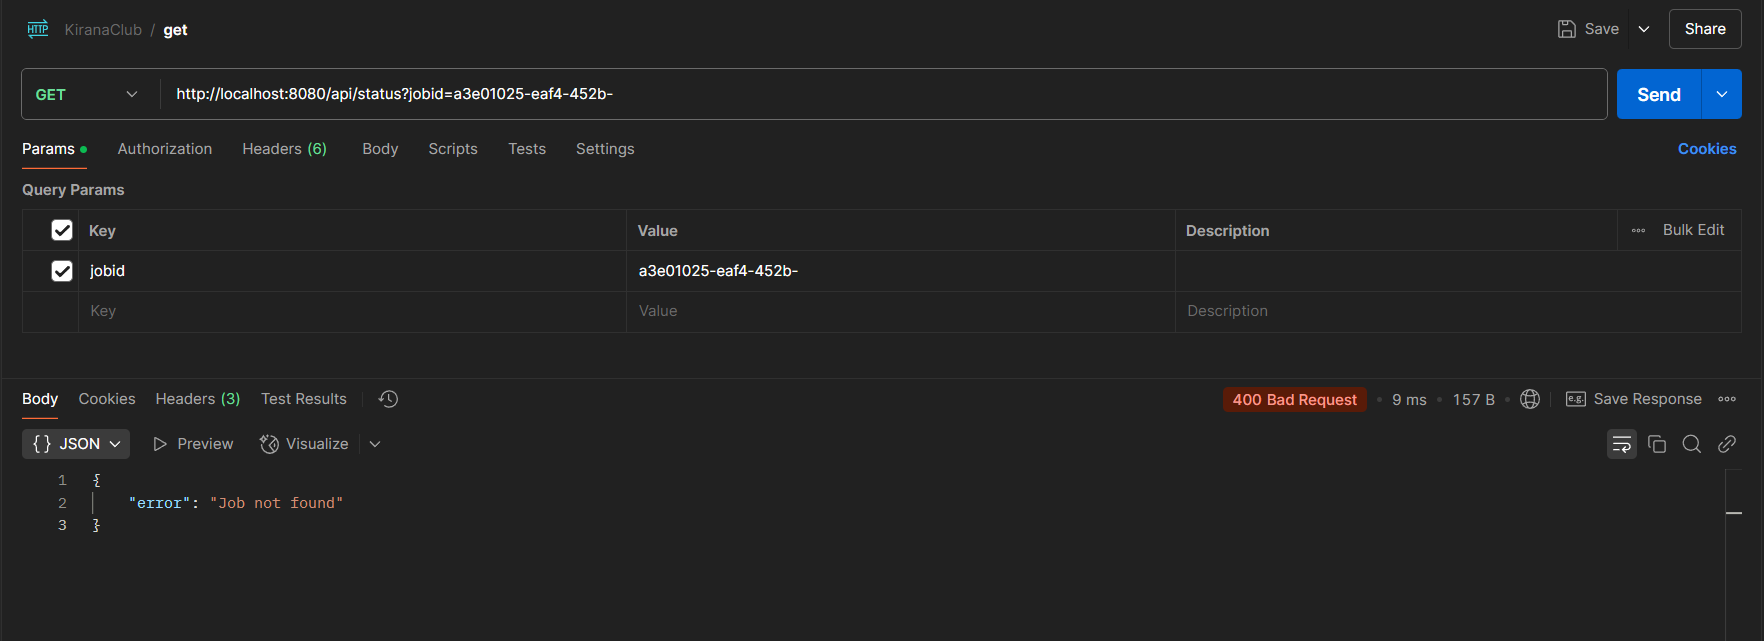 HTTP KiranaClub / get Save Share
GET http://localhost:8080/api/status?jobid=a3e01025-eaf4-452b- Send
Params Authorization Headers (6) Body Scripts Tests Settings Cookies
Query Params
Key Value Description Bulk Edit
jobid a3e01025-eaf4-452b-
Key Value Description
Body Cookies Headers (3) Test Results 400 Bad Request • 9 ms • 157 B • e.g. Save Response
{} JSON Preview Visualize
1 {
2 "error": "Job not found"
3 }